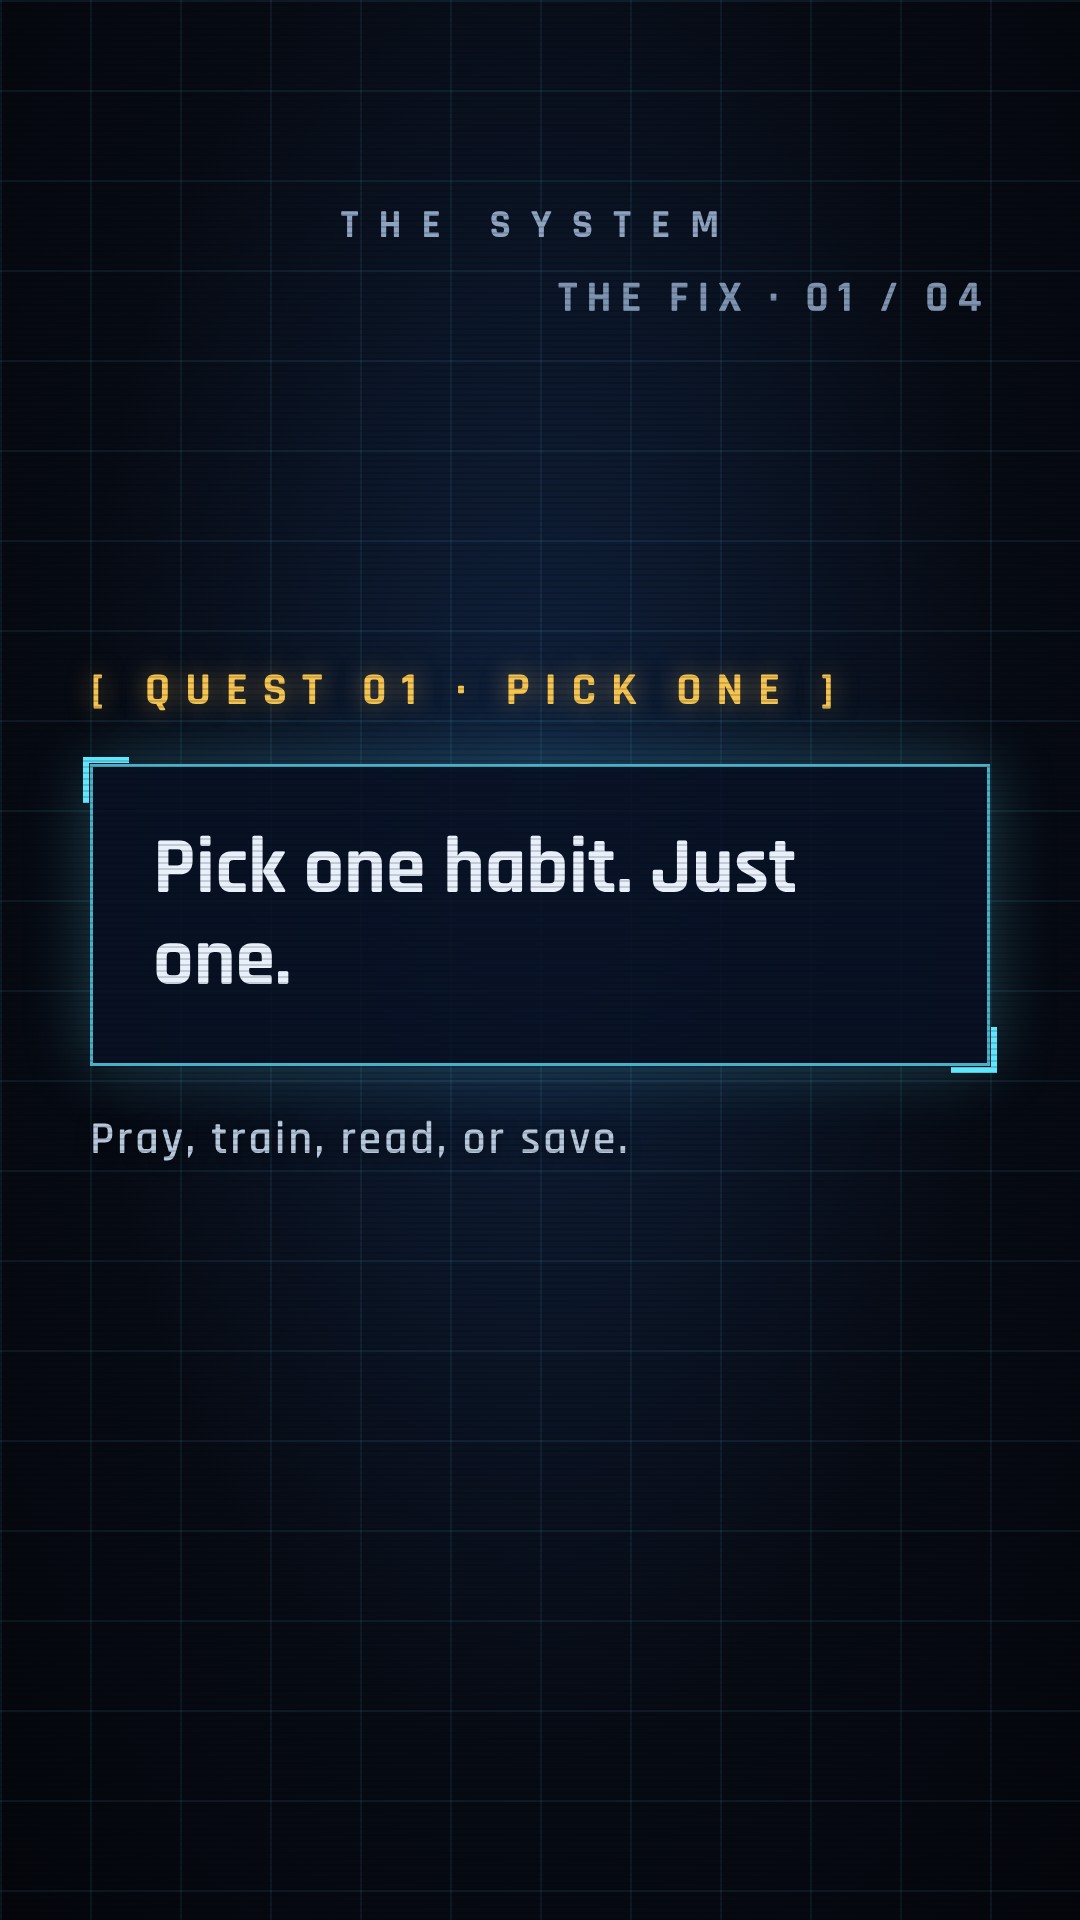 THE SYSTEM
THE FIX · 01 / 04
[ QUEST 01 · PICK ONE ]
Pick one habit. Just
one.
Pray, train, read, or save.